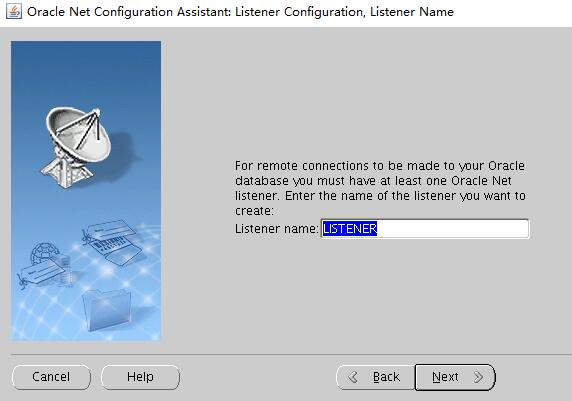 Oracle Net Configuration Assistant: Listener Configuration, Listener Name
For remote connections to be made to your Oracle
database you must have at least one Oracle Net
listener. Enter the name of the listener you want to
create:
Listener name: LISTENER
Cancel Help Back Next